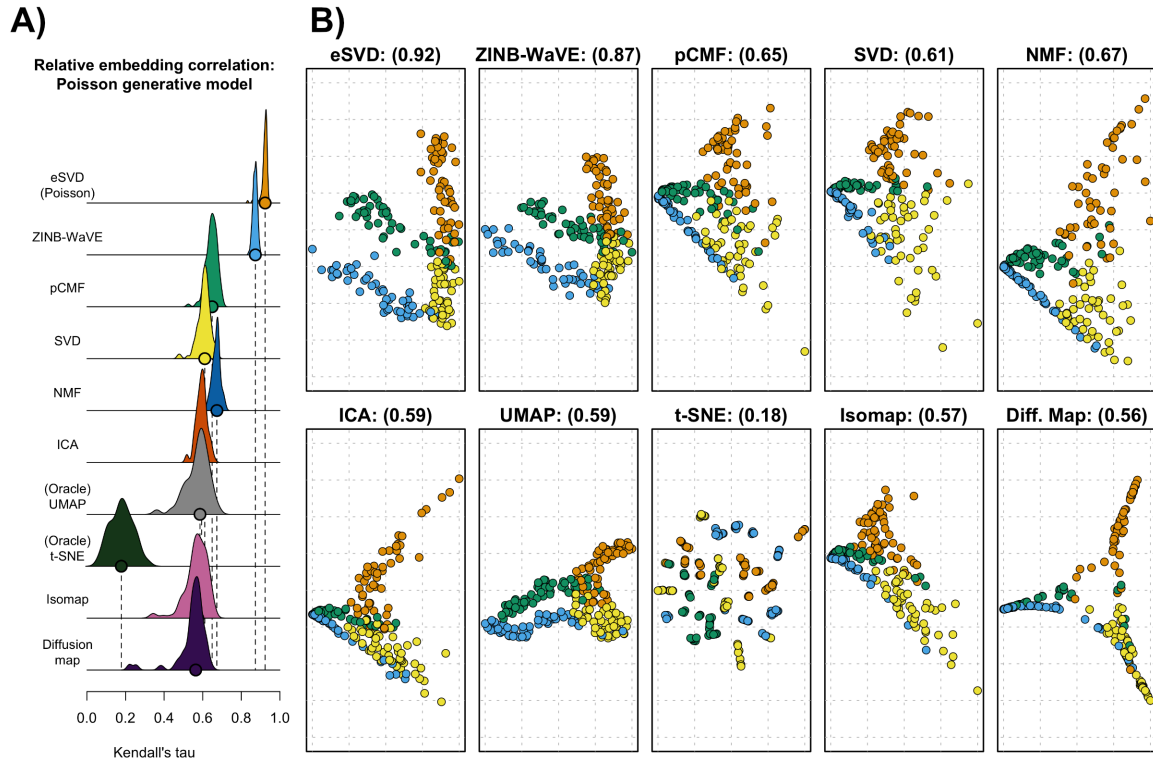 A)
Relative embedding correlation:
Poisson generative model
eSVD
(Poisson)
ZINB-WaVE
pCMF
SVD
NMF
ICA
(Oracle)
UMAP
(Oracle)
t-SNE
Isomap
Diffusion
map
0.0 0.2 0.4 0.6 0.8 1.0
Kendall's tau
B)
eSVD: (0.92) ZINB-WaVE: (0.87) pCMF: (0.65) SVD: (0.61) NMF: (0.67)
ICA: (0.59) UMAP: (0.59) t-SNE: (0.18) Isomap: (0.57) Diff. Map: (0.56)